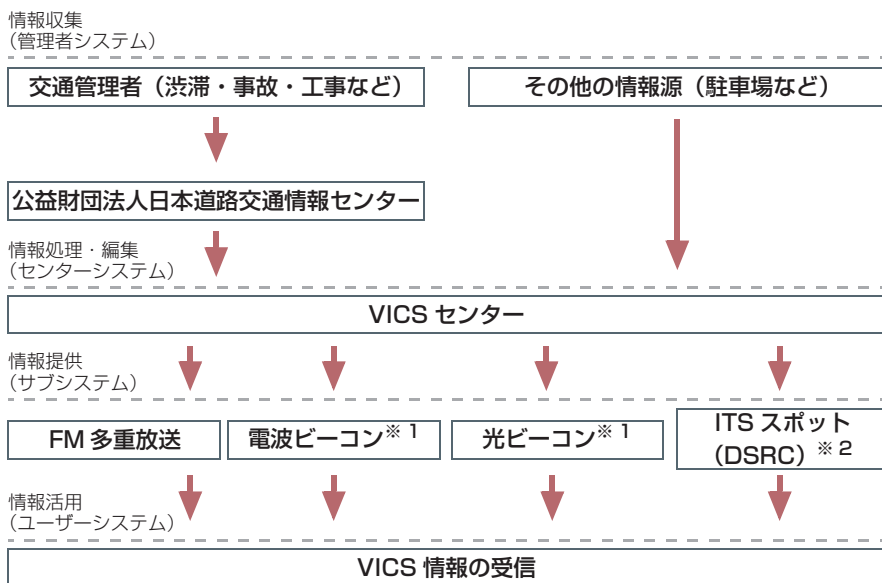 情報収集
（管理者システム）
交通管理者（渋滞・事故・工事など）
その他の情報源（駐車場など）
公益財団法人日本道路交通情報センター
情報処理・編集
（センターシステム）
VICS センター
情報提供
（サブシステム）
FM 多重放送
電波ビーコン※1
光ビーコン※1
ITS スポット
（DSRC）※2
情報活用
（ユーザーシステム）
VICS 情報の受信